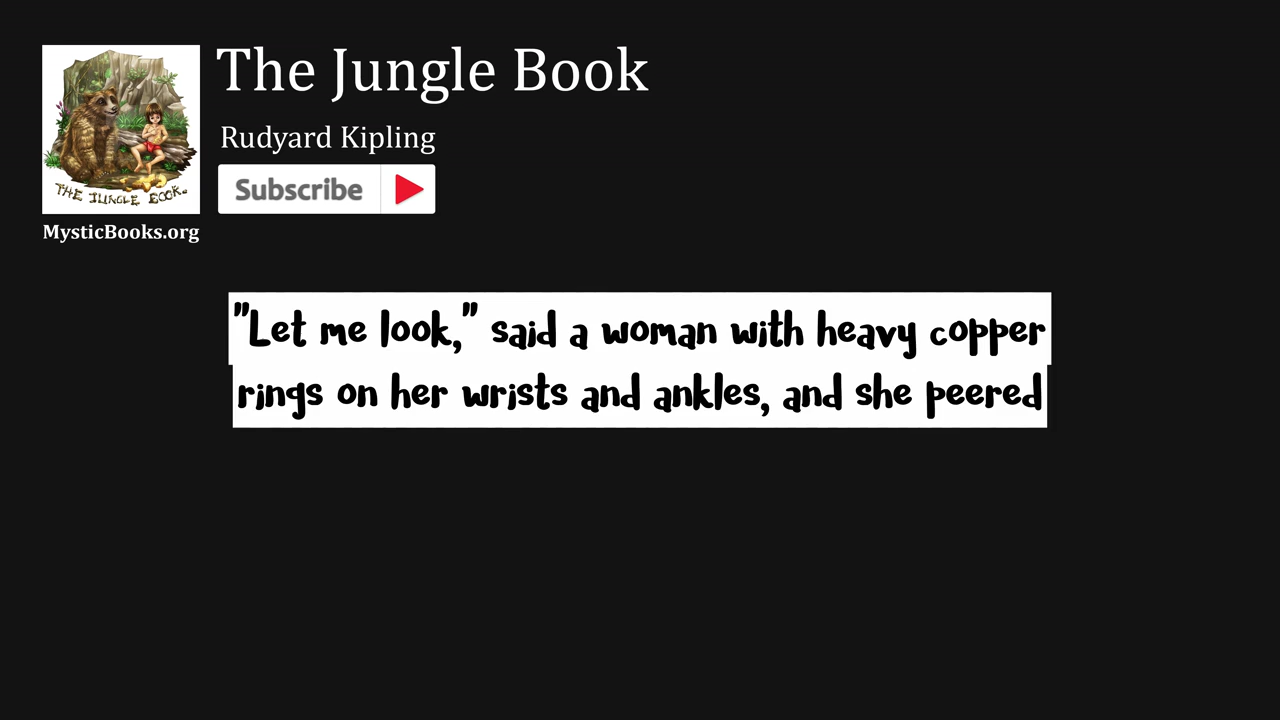 The Jungle Book
Rudyard Kipling
Subscribe
THE JUNGLE BOOK.
MysticBooks.org
"Let me look," said a woman with heavy copper
rings on her wrists and ankles, and she peered